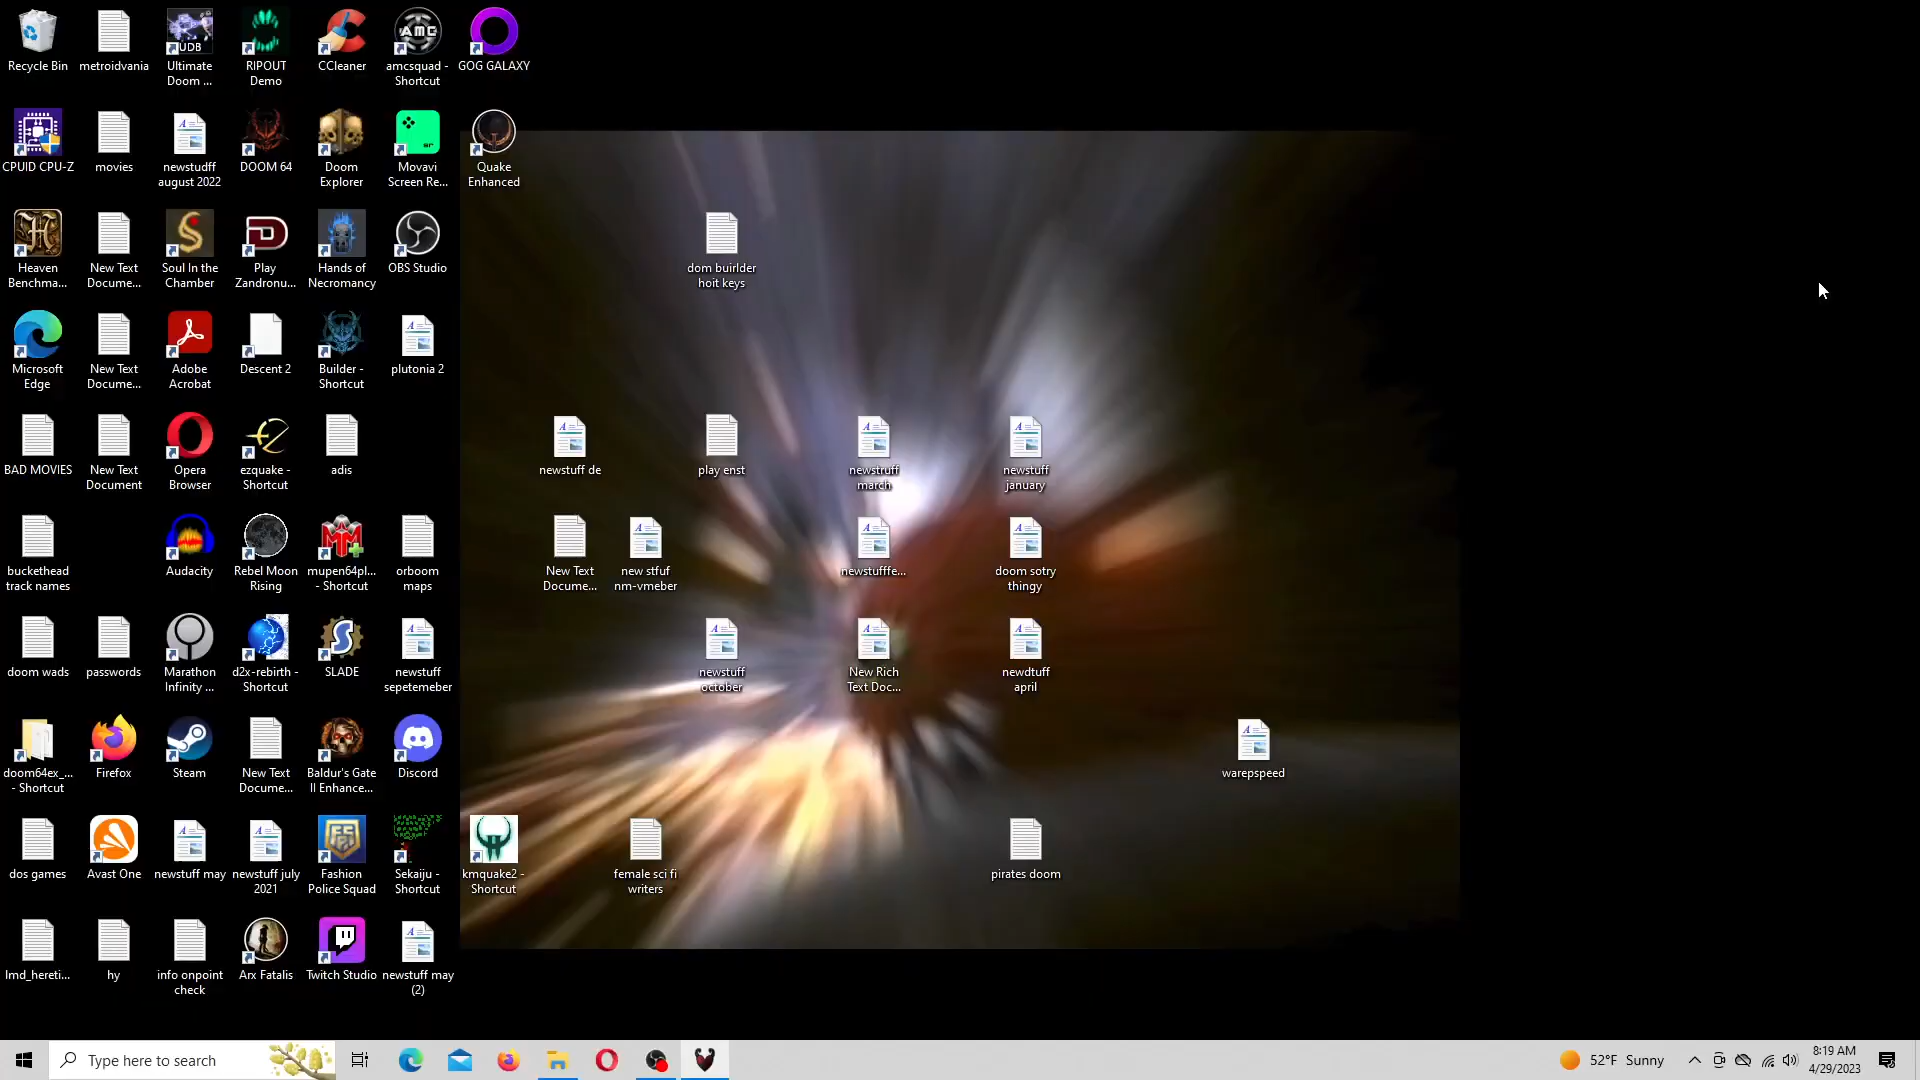 Recycle Bin
metroidvania
UDB
Ultimate
Doom ...
RIPOUT
Demo
CCleaner
AMC
amcsquad -
Shortcut
GOG GALAXY
CPUID CPU-Z
movies
newstudff
august 2022
DOOM 64
Doom
Explorer
Movavi
Screen Re...
Quake
Enhanced
Heaven
Benchma...
New Text
Docume...
Soul In the
Chamber
Play
Zandronu...
Hands of
Necromancy
OBS Studio
dom buirlder
hoit keys
Microsoft
Edge
New Text
Docume...
Adobe
Acrobat
Descent 2
Builder -
Shortcut
plutonia 2
BAD MOVIES
New Text
Document
Opera
Browser
ezquake -
Shortcut
adis
newstuff de
play enst
newstruff
march
newstuff
january
buckethead
track names
Audacity
Rebel Moon
Rising
mupen64pl...
- Shortcut
orboom
maps
New Text
Docume...
new stfuf
nm-vmeber
newstufffe...
doom sotry
thingy
doom wads
passwords
Marathon
Infinity ...
d2x-rebirth -
Shortcut
SLADE
newstuff
sepetemeber
newstuff
october
New Rich
Text Doc...
newdtuff
april
doom64ex_...
- Shortcut
Firefox
Steam
New Text
Docume...
Baldur's Gate
II Enhance...
Discord
warepspeed
dos games
Avast One
newstuff may
newstuff july
2021
Fashion
Police Squad
Sekaiju -
Shortcut
kmquake2 -
Shortcut
female sci fi
writers
pirates doom
lmd_hereti...
hy
info onpoint
check
Arx Fatalis
Twitch Studio
newstuff may
(2)
Type here to search
52°F Sunny
8:19 AM
4/29/2023